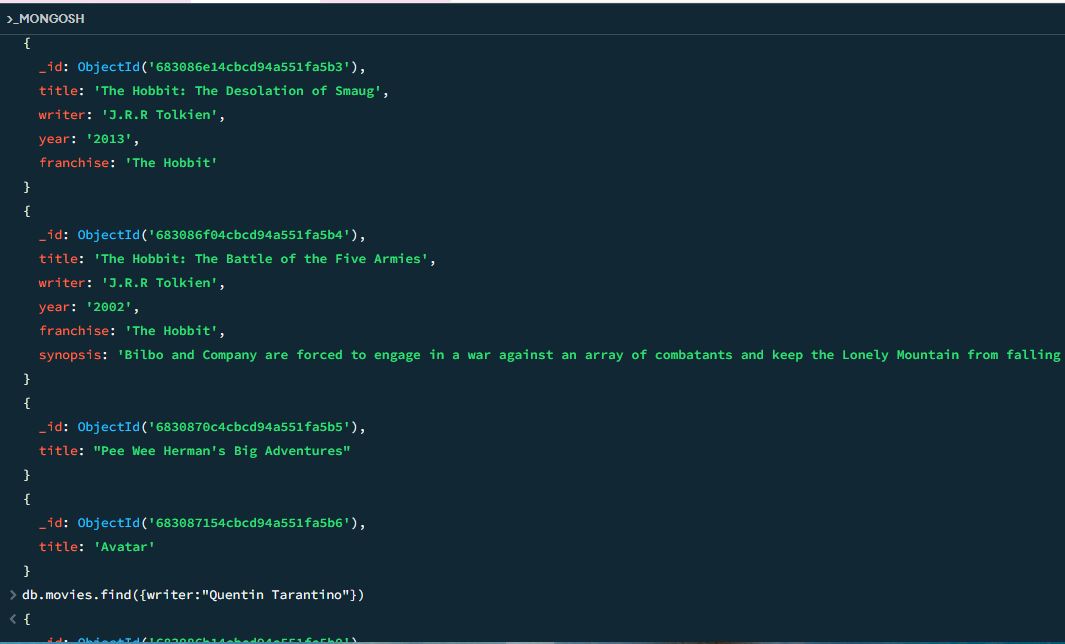 >_MONGOSH
{
_id: ObjectId('683086e14cbcd94a551fa5b3'),
title: 'The Hobbit: The Desolation of Smaug',
writer: 'J.R.R Tolkien',
year: '2013',
franchise: 'The Hobbit'
}
{
_id: ObjectId('683086f04cbcd94a551fa5b4'),
title: 'The Hobbit: The Battle of the Five Armies',
writer: 'J.R.R Tolkien',
year: '2002',
franchise: 'The Hobbit',
synopsis: 'Bilbo and Company are forced to engage in a war against an array of combatants and keep the Lonely Mountain from falling
}
{
_id: ObjectId('6830870c4cbcd94a551fa5b5'),
title: "Pee Wee Herman's Big Adventures"
}
{
_id: ObjectId('683087154cbcd94a551fa5b6'),
title: 'Avatar'
}
> db.movies.find({writer:"Quentin Tarantino"})
< {